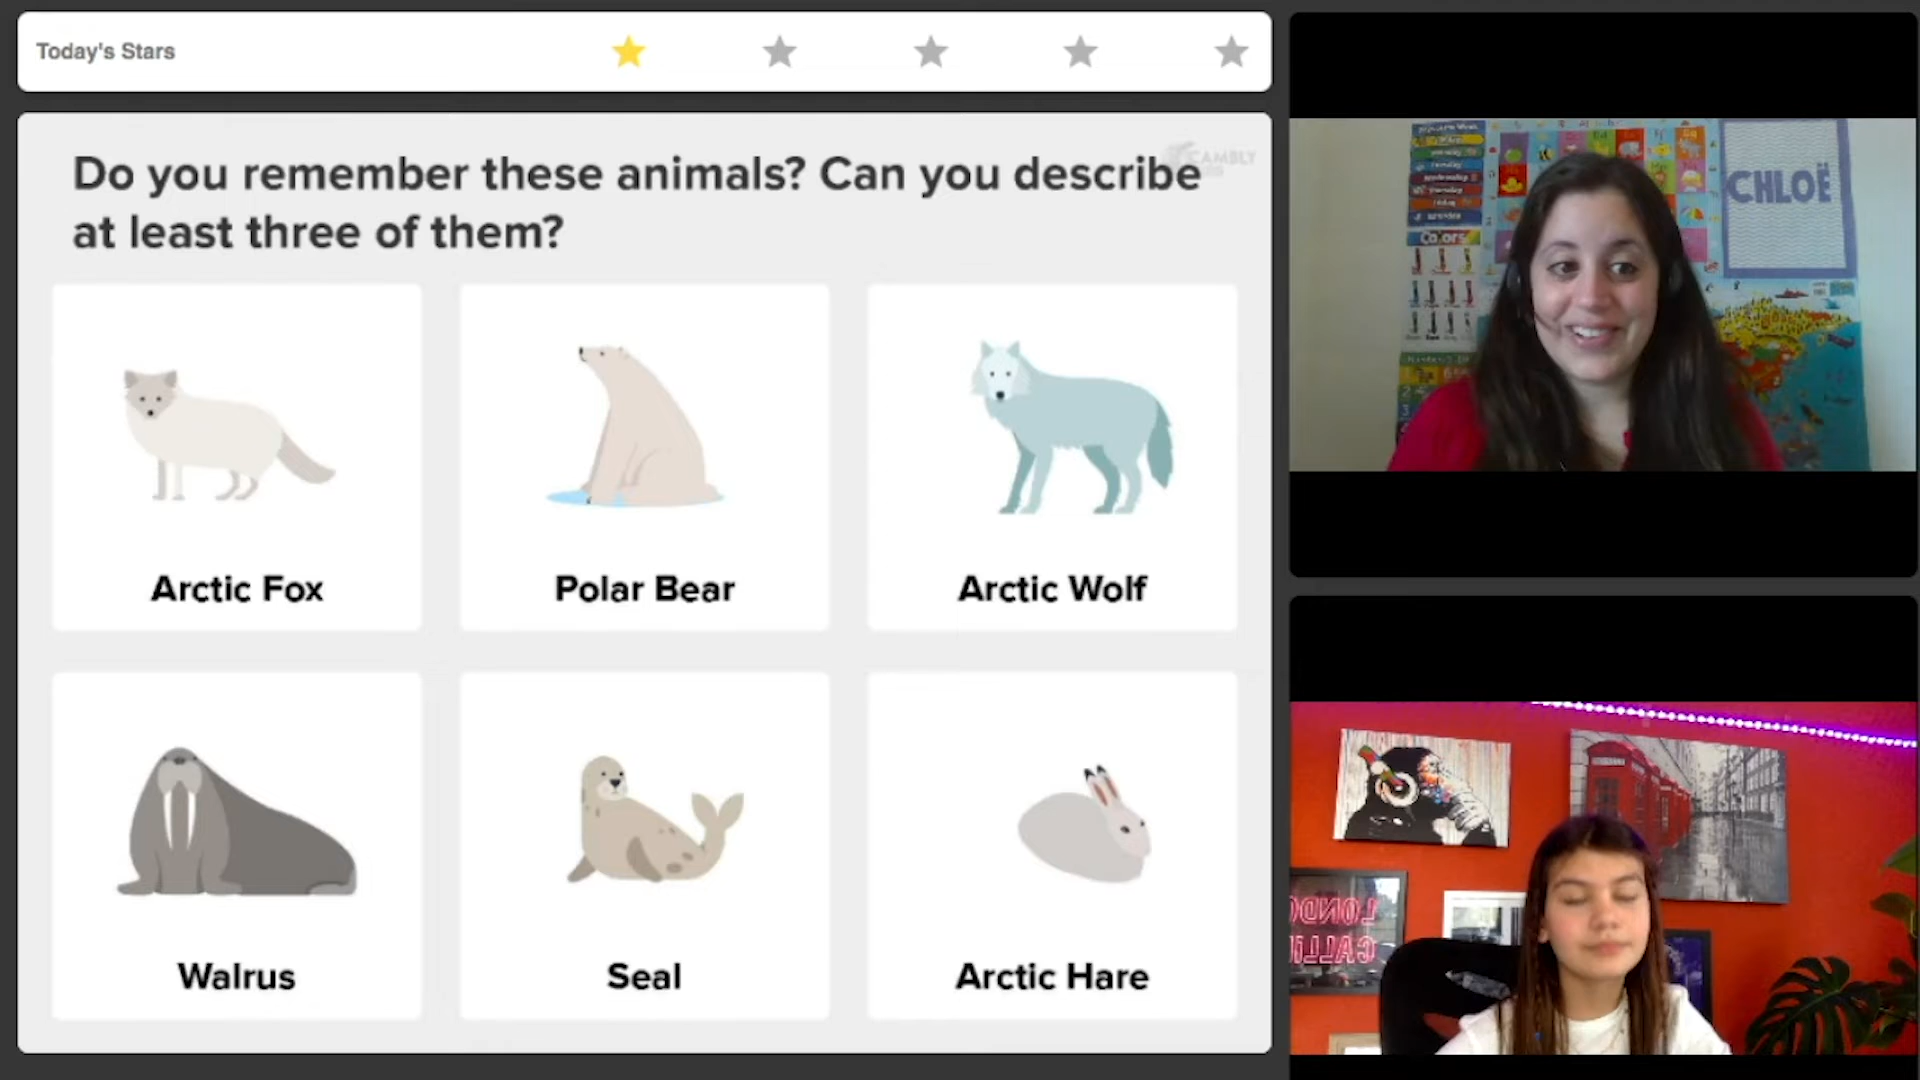 Today's Stars
Do you remember these animals? Can you describe
at least three of them?
CAMBLY
Arctic Fox
Polar Bear
Arctic Wolf
Walrus
Seal
Arctic Hare
CHLOË
Colors